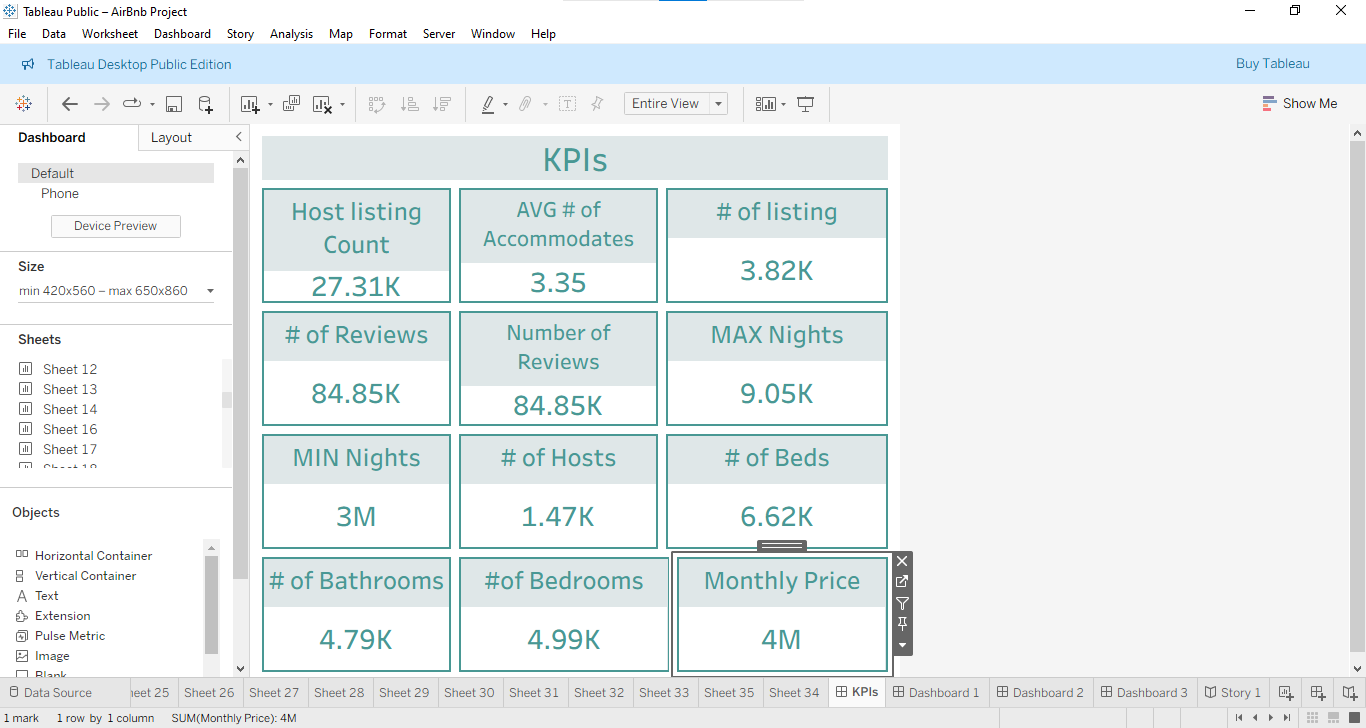 Tableau Public – AirBnb Project
File Data Worksheet Dashboard Story Analysis Map Format Server Window Help
Tableau Desktop Public Edition
Buy Tableau
Entire View
Show Me
Dashboard
Layout
Default
Phone
Device Preview
Size
min 420x560 – max 650x860
Sheets
Sheet 12
Sheet 13
Sheet 14
Sheet 16
Sheet 17
Objects
Horizontal Container
Vertical Container
Text
Extension
Pulse Metric
Image
KPIs
Host listing
Count
27.31K
AVG # of
Accommodates
3.35
# of listing
3.82K
# of Reviews
84.85K
Number of
Reviews
84.85K
MAX Nights
9.05K
MIN Nights
3M
# of Hosts
1.47K
# of Beds
6.62K
# of Bathrooms
4.79K
#of Bedrooms
4.99K
Monthly Price
4M
Data Source 25 Sheet 26 Sheet 27 Sheet 28 Sheet 29 Sheet 30 Sheet 31 Sheet 32 Sheet 33 Sheet 35 Sheet 34 KPIs Dashboard 1 Dashboard 2 Dashboard 3 Story 1
1 mark 1 row by 1 column SUM(Monthly Price): 4M